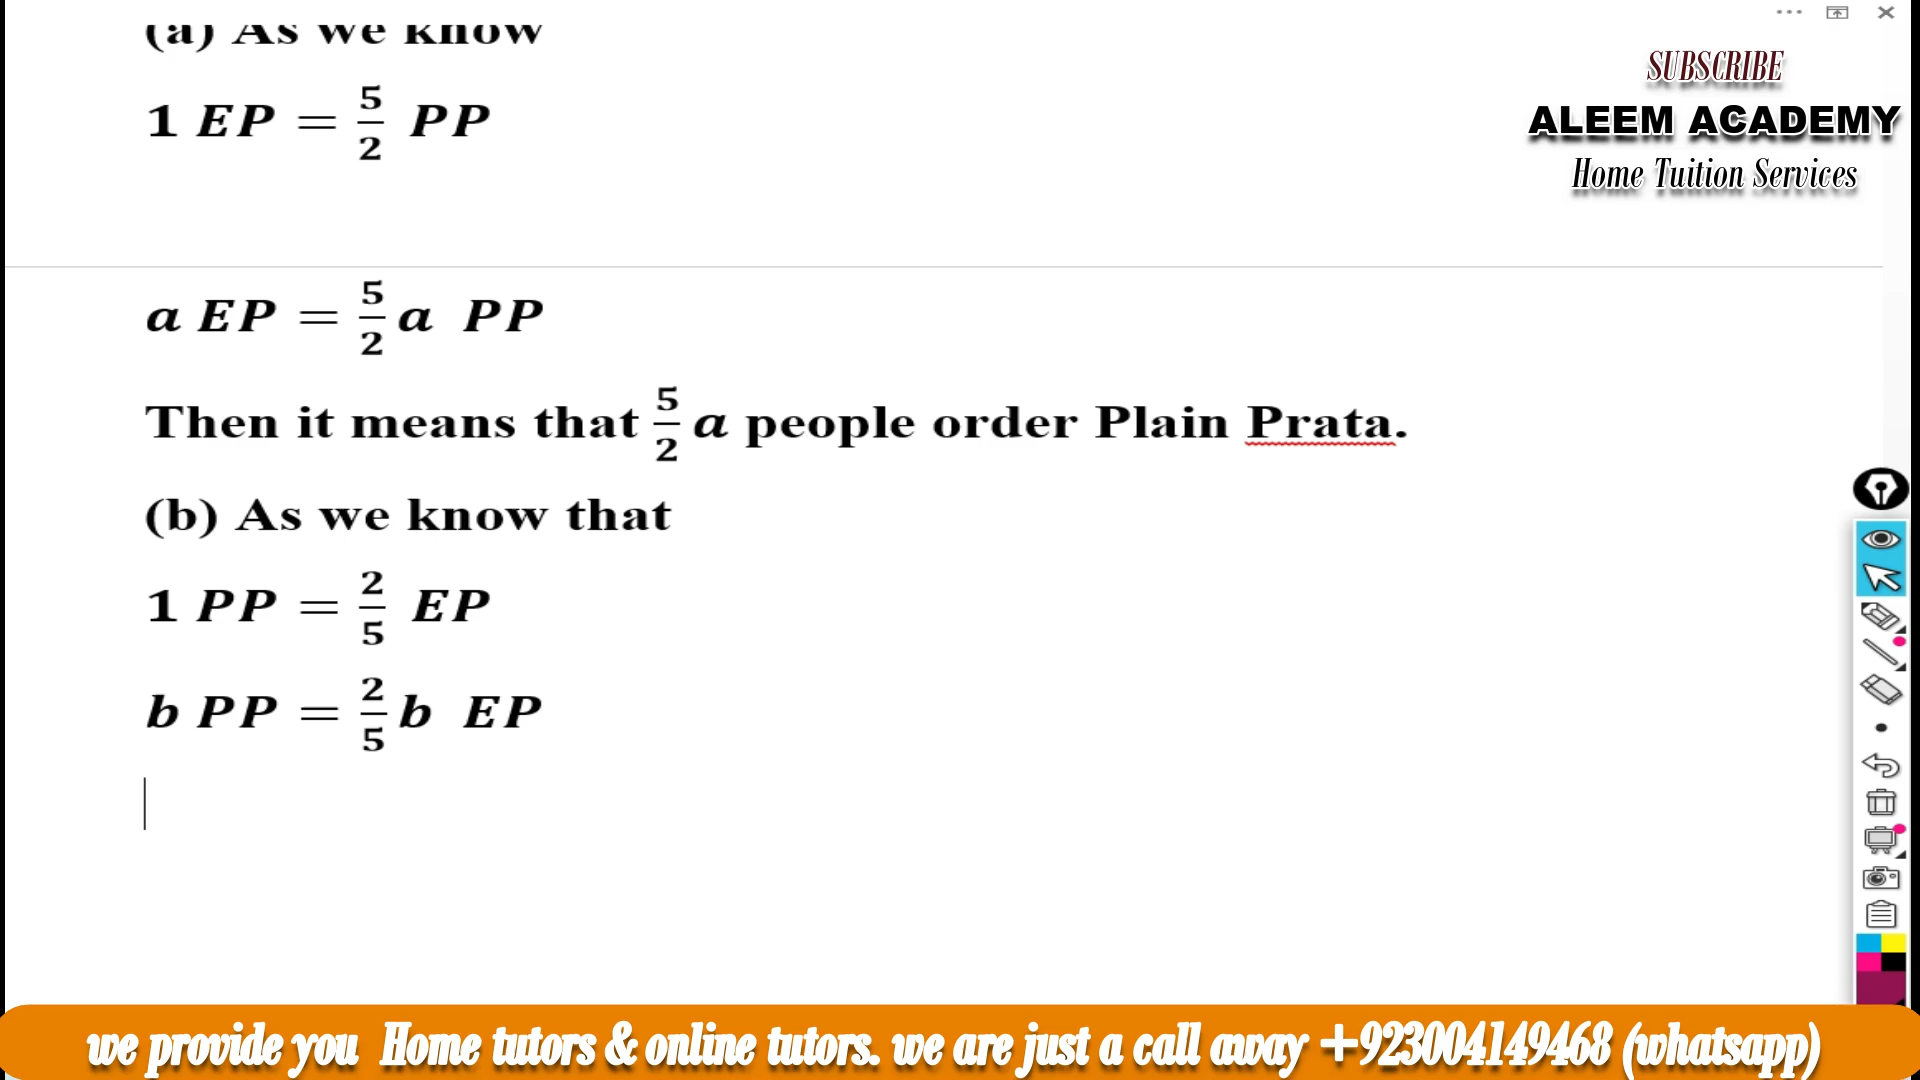 (a) As we know
SUBSCRIBE
1 EP = 5/2 PP
ALEEM ACADEMY
Home Tuition Services
a EP = 5/2 a PP
Then it means that 5/2 a people order Plain Prata.
(b) As we know that
1 PP = 2/5 EP
b PP = 2/5 b EP
we provide you Home tutors & online tutors. we are just a call away +923004149468 (whatsapp)